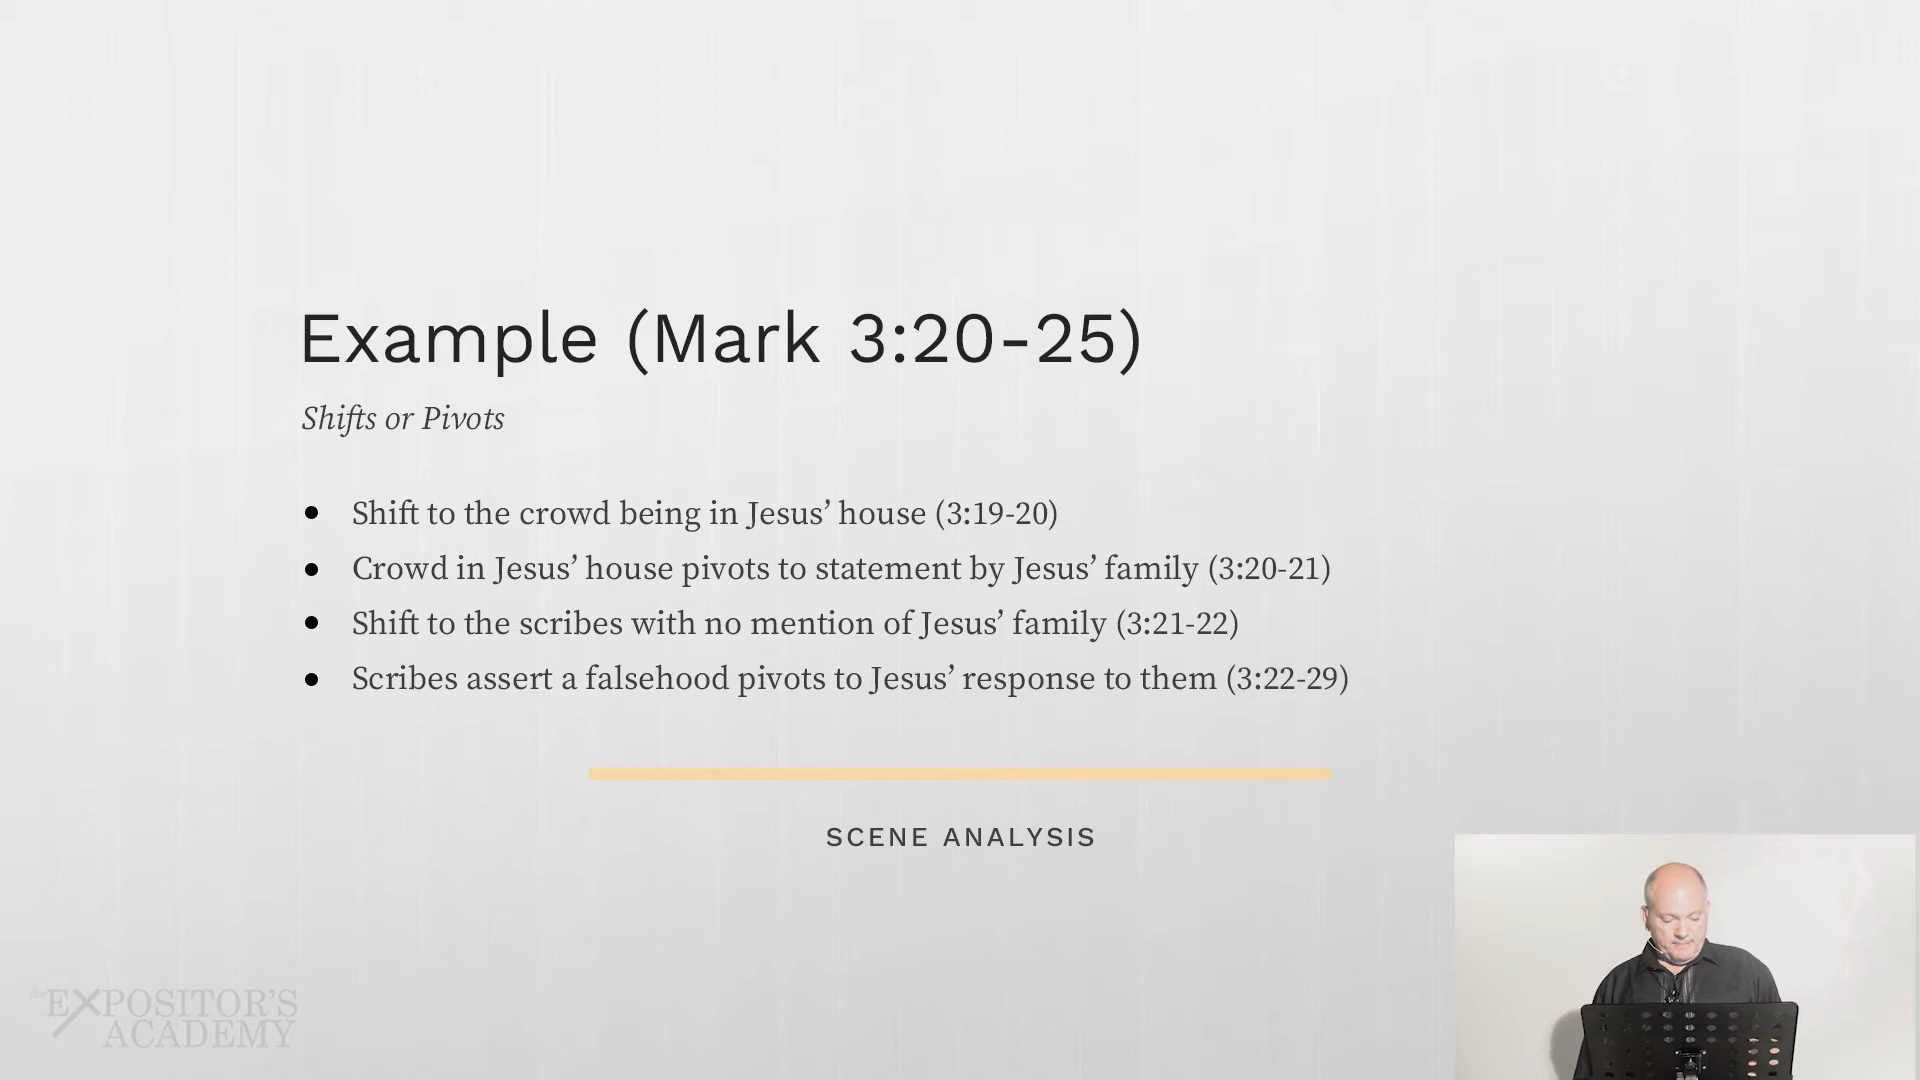 Example (Mark 3:20-25)
Shifts or Pivots
• Shift to the crowd being in Jesus’ house (3:19-20)
• Crowd in Jesus’ house pivots to statement by Jesus’ family (3:20-21)
• Shift to the scribes with no mention of Jesus’ family (3:21-22)
• Scribes assert a falsehood pivots to Jesus’ response to them (3:22-29)
SCENE ANALYSIS
the EXPOSITOR’S
ACADEMY